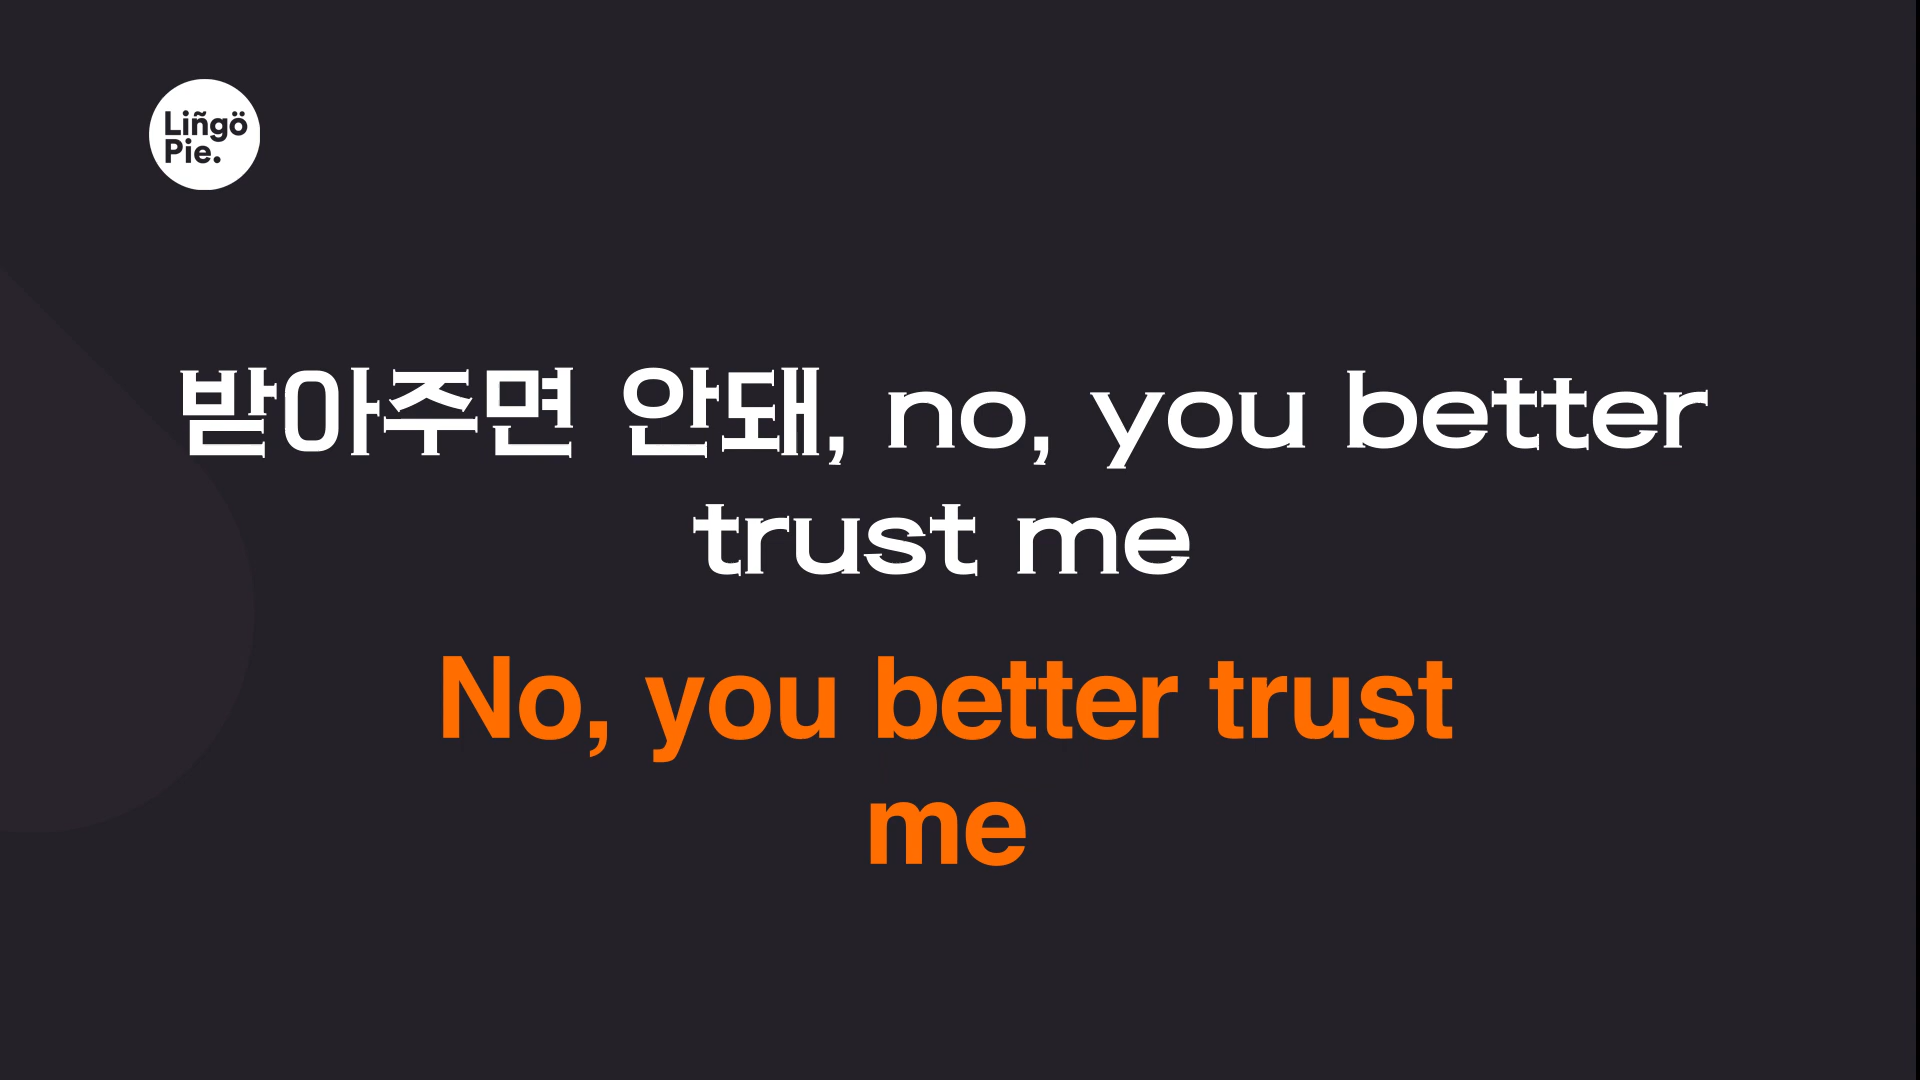 Liñgö
Pie.
받아주면 안돼, no, you better
trust me
No, you better trust
me